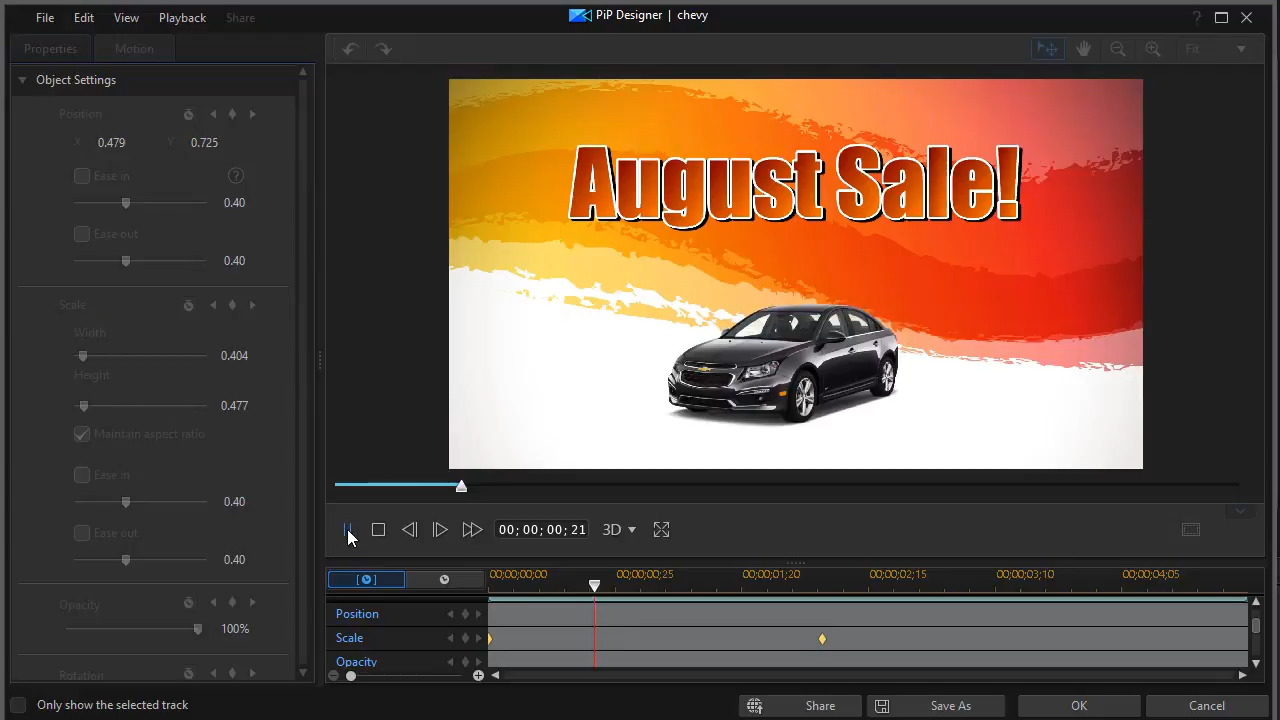 PiP Designer | chevy
File Edit View Playback Share
Properties Motion
Fit
Object Settings
Position
X 0.479 Y 0.725
Ease in
0.40
Ease out
0.40
Scale
Width
0.404
Height
0.477
Maintain aspect ratio
Ease in
0.40
Ease out
0.40
Opacity
100%
Rotation
August Sale!
00;00;00;21 3D
00;00;00;00 00;00;00;25 00;00;01;20 00;00;02;15 00;00;03;10 00;00;04;05
Position
Scale
Opacity
Only show the selected track
Share Save As OK Cancel